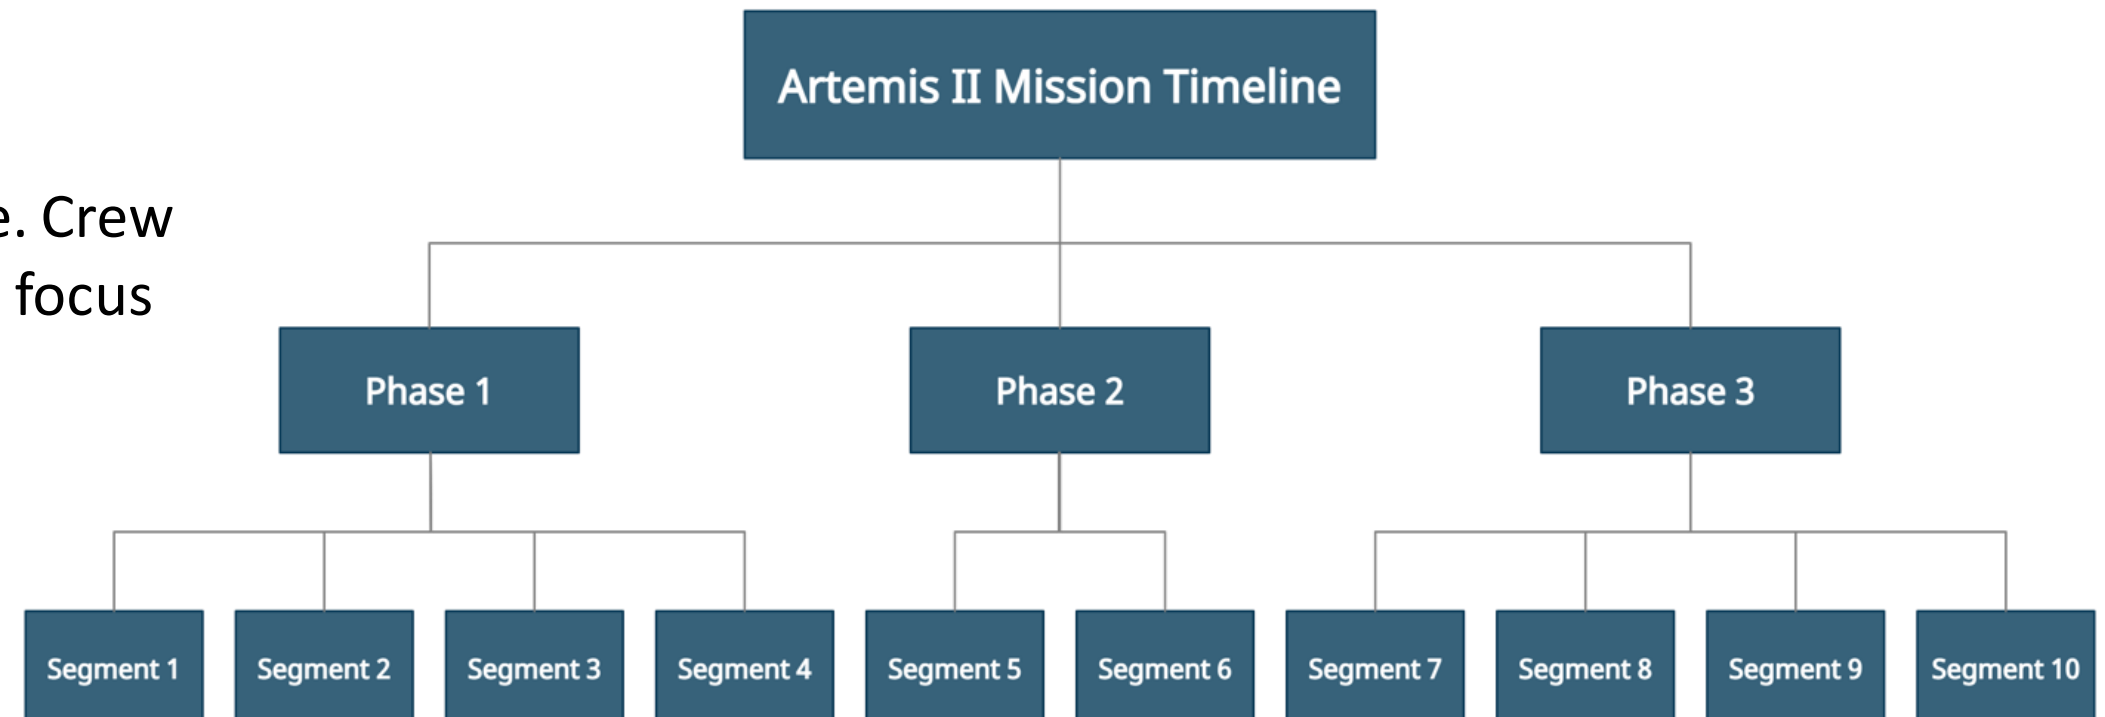 Artemis II Mission Timeline
e. Crew
focus
Phase 1 Phase 2 Phase 3
Segment 1 Segment 2 Segment 3 Segment 4 Segment 5 Segment 6 Segment 7 Segment 8 Segment 9 Segment 10